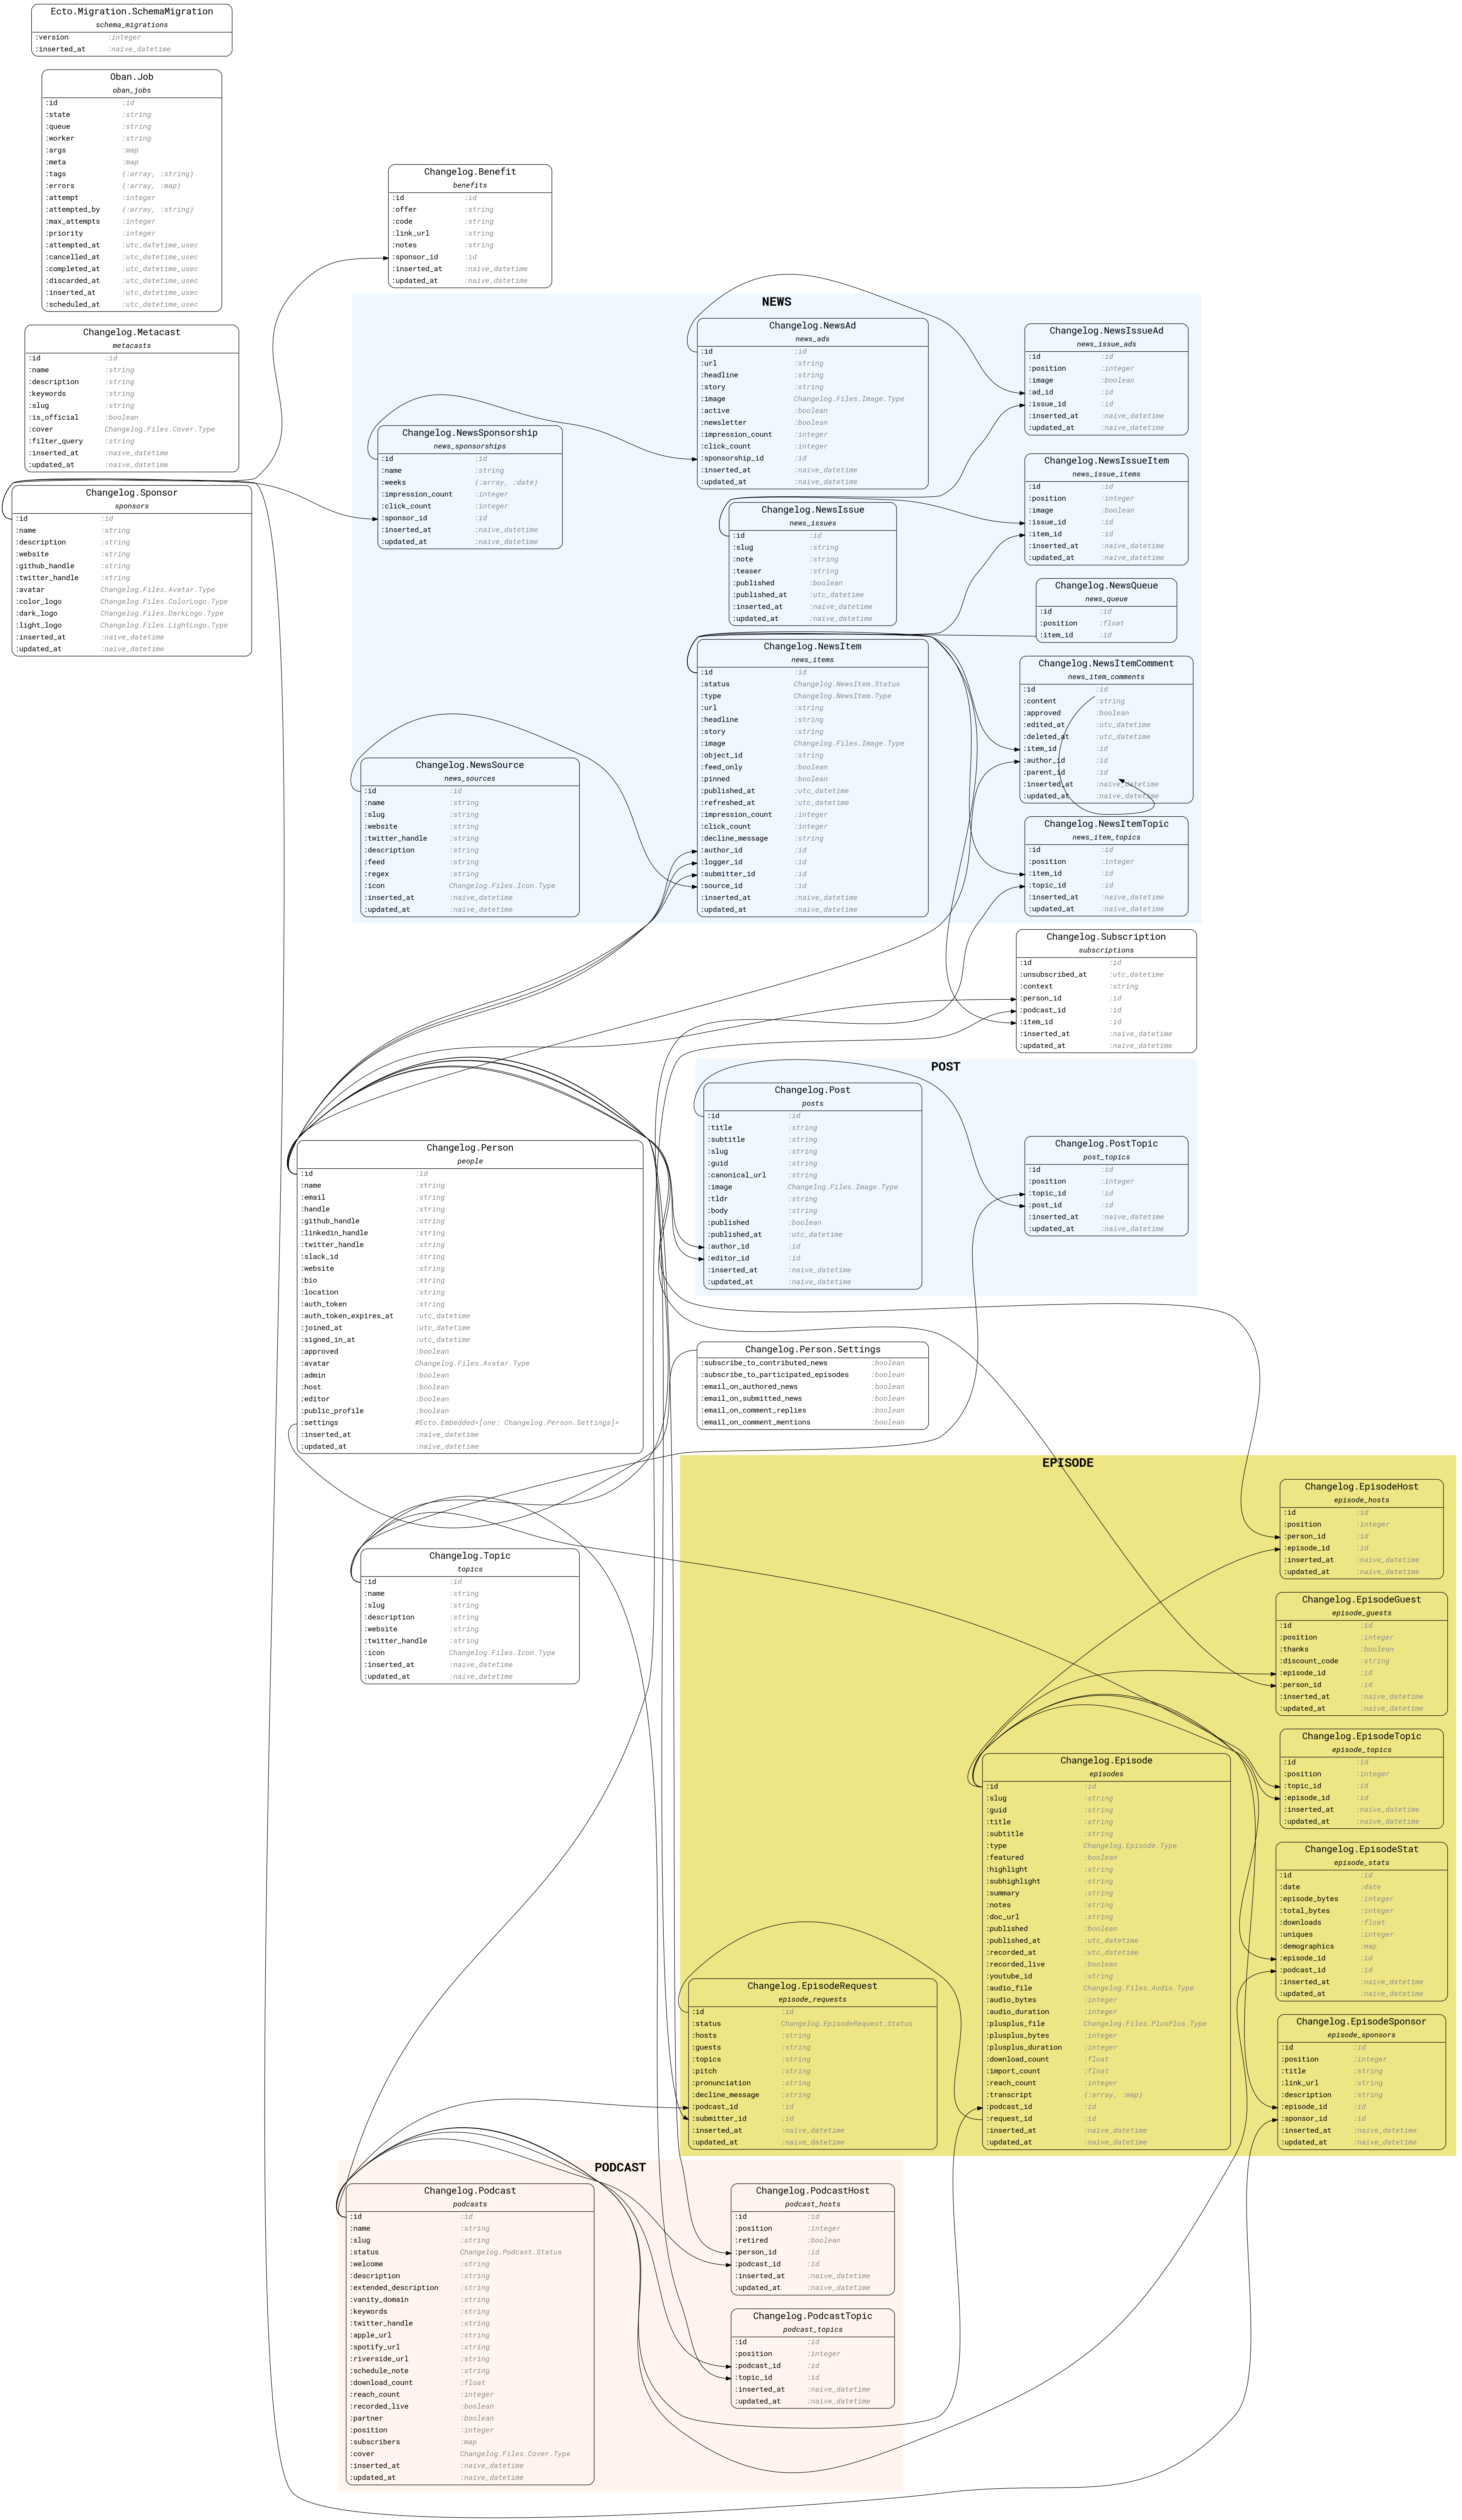 Ecto.Migration.SchemaMigration
schema_migrations
:version :integer
:inserted_at :naive_datetime
Oban.Job
oban_jobs
:id :id
:state :string
:queue :string
:worker :string
:args :map
:meta :map
:tags {:array, :string}
:errors {:array, :map}
:attempt :integer
:attempted_by {:array, :string}
:max_attempts :integer
:priority :integer
:attempted_at :utc_datetime_usec
:cancelled_at :utc_datetime_usec
:completed_at :utc_datetime_usec
:discarded_at :utc_datetime_usec
:inserted_at :utc_datetime_usec
:scheduled_at :utc_datetime_usec
Changelog.Metacast
metacasts
:id :id
:name :string
:description :string
:keywords :string
:slug :string
:is_official :boolean
:cover Changelog.Files.Cover.Type
:filter_query :string
:inserted_at :naive_datetime
:updated_at :naive_datetime
Changelog.Sponsor
sponsors
:id :id
:name :string
:description :string
:website :string
:github_handle :string
:twitter_handle :string
:avatar Changelog.Files.Avatar.Type
:color_logo Changelog.Files.ColorLogo.Type
:dark_logo Changelog.Files.DarkLogo.Type
:light_logo Changelog.Files.LightLogo.Type
:inserted_at :naive_datetime
:updated_at :naive_datetime
Changelog.Benefit
benefits
:id :id
:offer :string
:code :string
:link_url :string
:notes :string
:sponsor_id :id
:inserted_at :naive_datetime
:updated_at :naive_datetime
NEWS
Changelog.NewsSponsorship
news_sponsorships
:id :id
:name :string
:weeks {:array, :date}
:impression_count :integer
:click_count :integer
:sponsor_id :id
:inserted_at :naive_datetime
:updated_at :naive_datetime
Changelog.NewsSource
news_sources
:id :id
:name :string
:slug :string
:website :string
:twitter_handle :string
:description :string
:feed :string
:regex :string
:icon Changelog.Files.Icon.Type
:inserted_at :naive_datetime
:updated_at :naive_datetime
Changelog.NewsAd
news_ads
:id :id
:url :string
:headline :string
:story :string
:image Changelog.Files.Image.Type
:active :boolean
:newsletter :boolean
:impression_count :integer
:click_count :integer
:sponsorship_id :id
:inserted_at :naive_datetime
:updated_at :naive_datetime
Changelog.NewsIssue
news_issues
:id :id
:slug :string
:note :string
:teaser :string
:published :boolean
:published_at :utc_datetime
:inserted_at :naive_datetime
:updated_at :naive_datetime
Changelog.NewsItem
news_items
:id :id
:status Changelog.NewsItem.Status
:type Changelog.NewsItem.Type
:url :string
:headline :string
:story :string
:image Changelog.Files.Image.Type
:object_id :string
:feed_only :boolean
:pinned :boolean
:published_at :utc_datetime
:refreshed_at :utc_datetime
:impression_count :integer
:click_count :integer
:decline_message :string
:author_id :id
:logger_id :id
:submitter_id :id
:source_id :id
:inserted_at :naive_datetime
:updated_at :naive_datetime
Changelog.NewsIssueAd
news_issue_ads
:id :id
:position :integer
:image :boolean
:ad_id :id
:issue_id :id
:inserted_at :naive_datetime
:updated_at :naive_datetime
Changelog.NewsIssueItem
news_issue_items
:id :id
:position :integer
:image :boolean
:issue_id :id
:item_id :id
:inserted_at :naive_datetime
:updated_at :naive_datetime
Changelog.NewsQueue
news_queue
:id :id
:position :float
:item_id :id
Changelog.NewsItemComment
news_item_comments
:id :id
:content :string
:approved :boolean
:edited_at :utc_datetime
:deleted_at :utc_datetime
:item_id :id
:author_id :id
:parent_id :id
:inserted_at :naive_datetime
:updated_at :naive_datetime
Changelog.NewsItemTopic
news_item_topics
:id :id
:position :integer
:item_id :id
:topic_id :id
:inserted_at :naive_datetime
:updated_at :naive_datetime
Changelog.Subscription
subscriptions
:id :id
:unsubscribed_at :utc_datetime
:context :string
:person_id :id
:podcast_id :id
:item_id :id
:inserted_at :naive_datetime
:updated_at :naive_datetime
POST
Changelog.Post
posts
:id :id
:title :string
:subtitle :string
:slug :string
:guid :string
:canonical_url :string
:image Changelog.Files.Image.Type
:tldr :string
:body :string
:published :boolean
:published_at :utc_datetime
:author_id :id
:editor_id :id
:inserted_at :naive_datetime
:updated_at :naive_datetime
Changelog.PostTopic
post_topics
:id :id
:position :integer
:topic_id :id
:post_id :id
:inserted_at :naive_datetime
:updated_at :naive_datetime
Changelog.Person
people
:id :id
:name :string
:email :string
:handle :string
:github_handle :string
:linkedin_handle :string
:twitter_handle :string
:slack_id :string
:website :string
:bio :string
:location :string
:auth_token :string
:auth_token_expires_at :utc_datetime
:joined_at :utc_datetime
:signed_in_at :utc_datetime
:approved :boolean
:avatar Changelog.Files.Avatar.Type
:admin :boolean
:host :boolean
:editor :boolean
:public_profile :boolean
:settings #Ecto.Embedded<[one: Changelog.Person.Settings]>
:inserted_at :naive_datetime
:updated_at :naive_datetime
Changelog.Person.Settings
:subscribe_to_contributed_news :boolean
:subscribe_to_participated_episodes :boolean
:email_on_authored_news :boolean
:email_on_submitted_news :boolean
:email_on_comment_replies :boolean
:email_on_comment_mentions :boolean
Changelog.Topic
topics
:id :id
:name :string
:slug :string
:description :string
:website :string
:twitter_handle :string
:icon Changelog.Files.Icon.Type
:inserted_at :naive_datetime
:updated_at :naive_datetime
EPISODE
Changelog.EpisodeRequest
episode_requests
:id :id
:status Changelog.EpisodeRequest.Status
:hosts :string
:guests :string
:topics :string
:pitch :string
:pronunciation :string
:decline_message :string
:podcast_id :id
:submitter_id :id
:inserted_at :naive_datetime
:updated_at :naive_datetime
Changelog.Episode
episodes
:id :id
:slug :string
:guid :string
:title :string
:subtitle :string
:type Changelog.Episode.Type
:featured :boolean
:highlight :string
:subhighlight :string
:summary :string
:notes :string
:doc_url :string
:published :boolean
:published_at :utc_datetime
:recorded_at :utc_datetime
:recorded_live :boolean
:youtube_id :string
:audio_file Changelog.Files.Audio.Type
:audio_bytes :integer
:audio_duration :integer
:plusplus_file Changelog.Files.PlusPlus.Type
:plusplus_bytes :integer
:plusplus_duration :integer
:download_count :float
:import_count :float
:reach_count :integer
:transcript {:array, :map}
:podcast_id :id
:request_id :id
:inserted_at :naive_datetime
:updated_at :naive_datetime
Changelog.EpisodeHost
episode_hosts
:id :id
:position :integer
:person_id :id
:episode_id :id
:inserted_at :naive_datetime
:updated_at :naive_datetime
Changelog.EpisodeGuest
episode_guests
:id :id
:position :integer
:thanks :boolean
:discount_code :string
:episode_id :id
:person_id :id
:inserted_at :naive_datetime
:updated_at :naive_datetime
Changelog.EpisodeTopic
episode_topics
:id :id
:position :integer
:topic_id :id
:episode_id :id
:inserted_at :naive_datetime
:updated_at :naive_datetime
Changelog.EpisodeStat
episode_stats
:id :id
:date :date
:episode_bytes :integer
:total_bytes :integer
:downloads :float
:uniques :integer
:demographics :map
:episode_id :id
:podcast_id :id
:inserted_at :naive_datetime
:updated_at :naive_datetime
Changelog.EpisodeSponsor
episode_sponsors
:id :id
:position :integer
:title :string
:link_url :string
:description :string
:episode_id :id
:sponsor_id :id
:inserted_at :naive_datetime
:updated_at :naive_datetime
PODCAST
Changelog.Podcast
podcasts
:id :id
:name :string
:slug :string
:status Changelog.Podcast.Status
:welcome :string
:description :string
:extended_description :string
:vanity_domain :string
:keywords :string
:twitter_handle :string
:apple_url :string
:spotify_url :string
:riverside_url :string
:schedule_note :string
:download_count :float
:reach_count :integer
:recorded_live :boolean
:partner :boolean
:position :integer
:subscribers :map
:cover Changelog.Files.Cover.Type
:inserted_at :naive_datetime
:updated_at :naive_datetime
Changelog.PodcastHost
podcast_hosts
:id :id
:position :integer
:retired :boolean
:person_id :id
:podcast_id :id
:inserted_at :naive_datetime
:updated_at :naive_datetime
Changelog.PodcastTopic
podcast_topics
:id :id
:position :integer
:podcast_id :id
:topic_id :id
:inserted_at :naive_datetime
:updated_at :naive_datetime